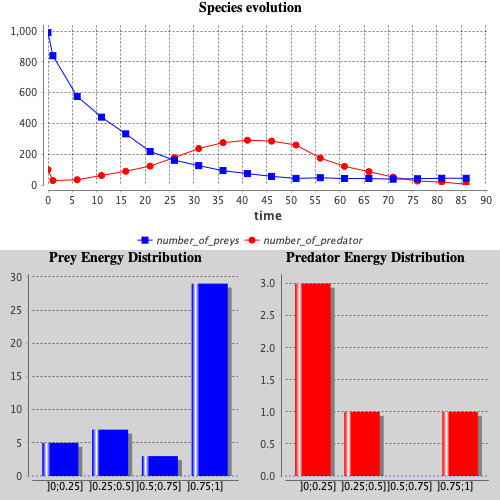 Species evolution
1,000
800
600
400
200
0
0 5 10 15 20 25 30 35 40 45 50 55 60 65 70 75 80 85 90
time
number_of_preys number_of_predator
Prey Energy Distribution
30
25
20
15
10
5
0
]0;0.25] ]0.25;0.5] ]0.5;0.75] ]0.75;1]
Predator Energy Distribution
3.0
2.5
2.0
1.5
1.0
0.5
0.0
]0;0.25] ]0.25;0.5] ]0.5;0.75] ]0.75;1]